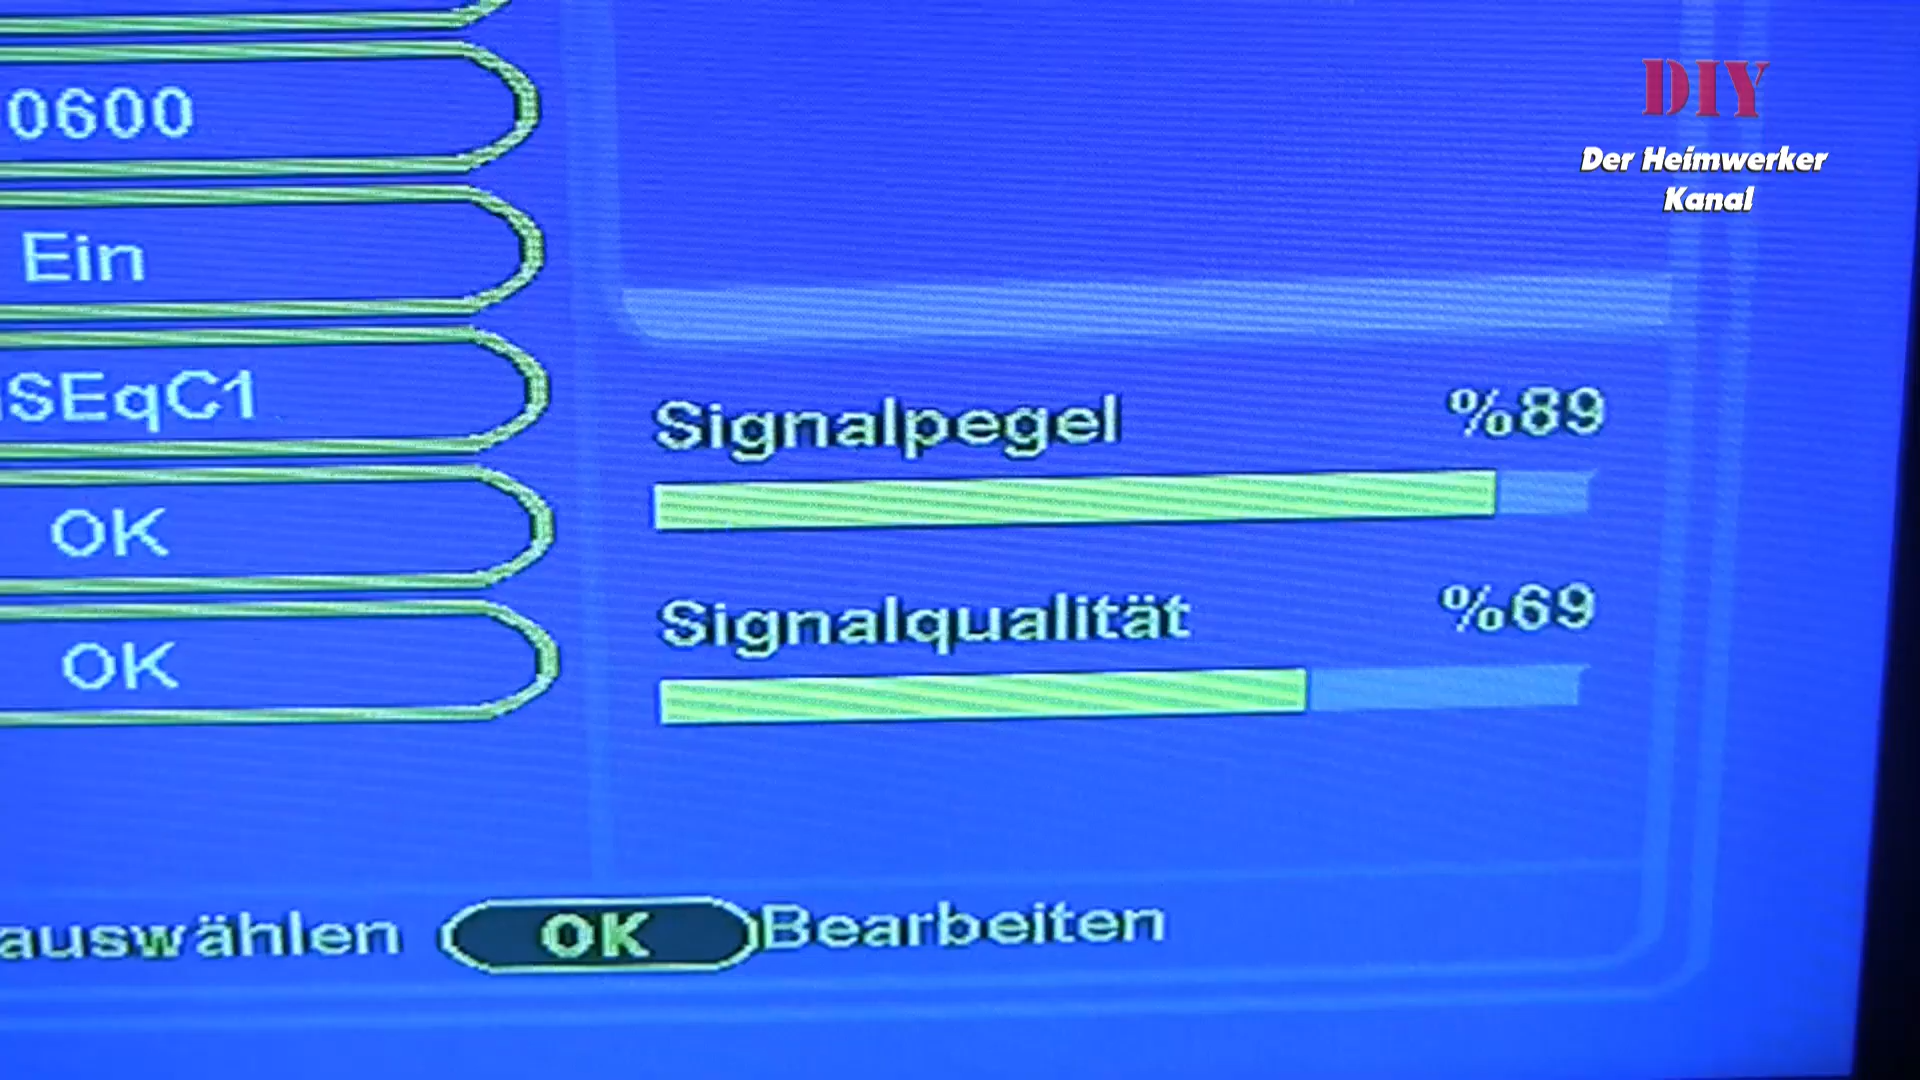 DIY
Der Heimwerker
Kanal
0600
Ein
SEqC1
OK
OK
Signalpegel %89
Signalqualität %69
auswählen OK Bearbeiten